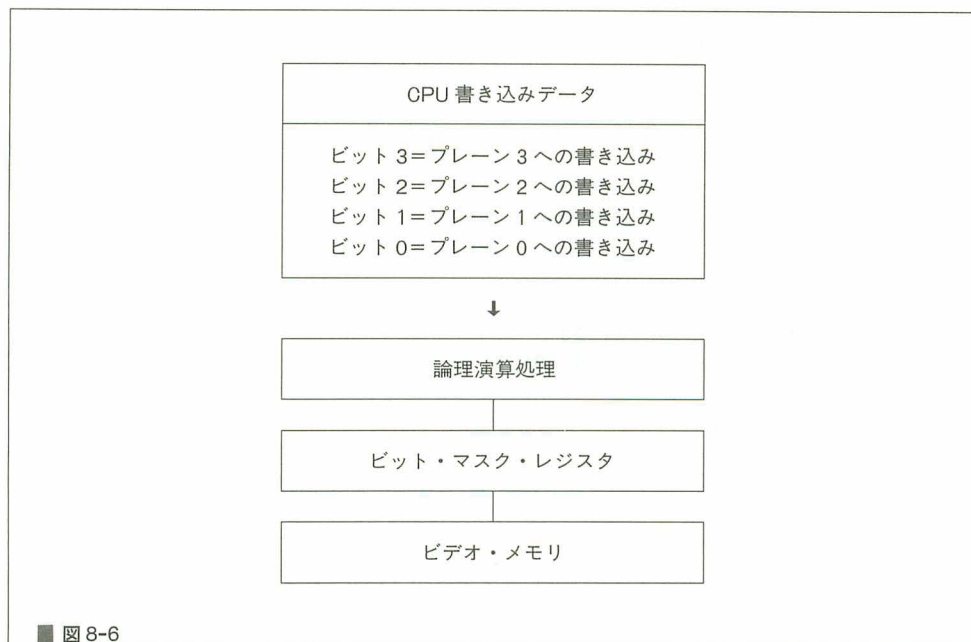 CPU 書き込みデータ
ビット 3=プレーン 3 への書き込み
ビット 2=プレーン 2 への書き込み
ビット 1=プレーン 1 への書き込み
ビット 0=プレーン 0 への書き込み
↓
論理演算処理
ビット・マスク・レジスタ
ビデオ・メモリ
■ 図 8-6